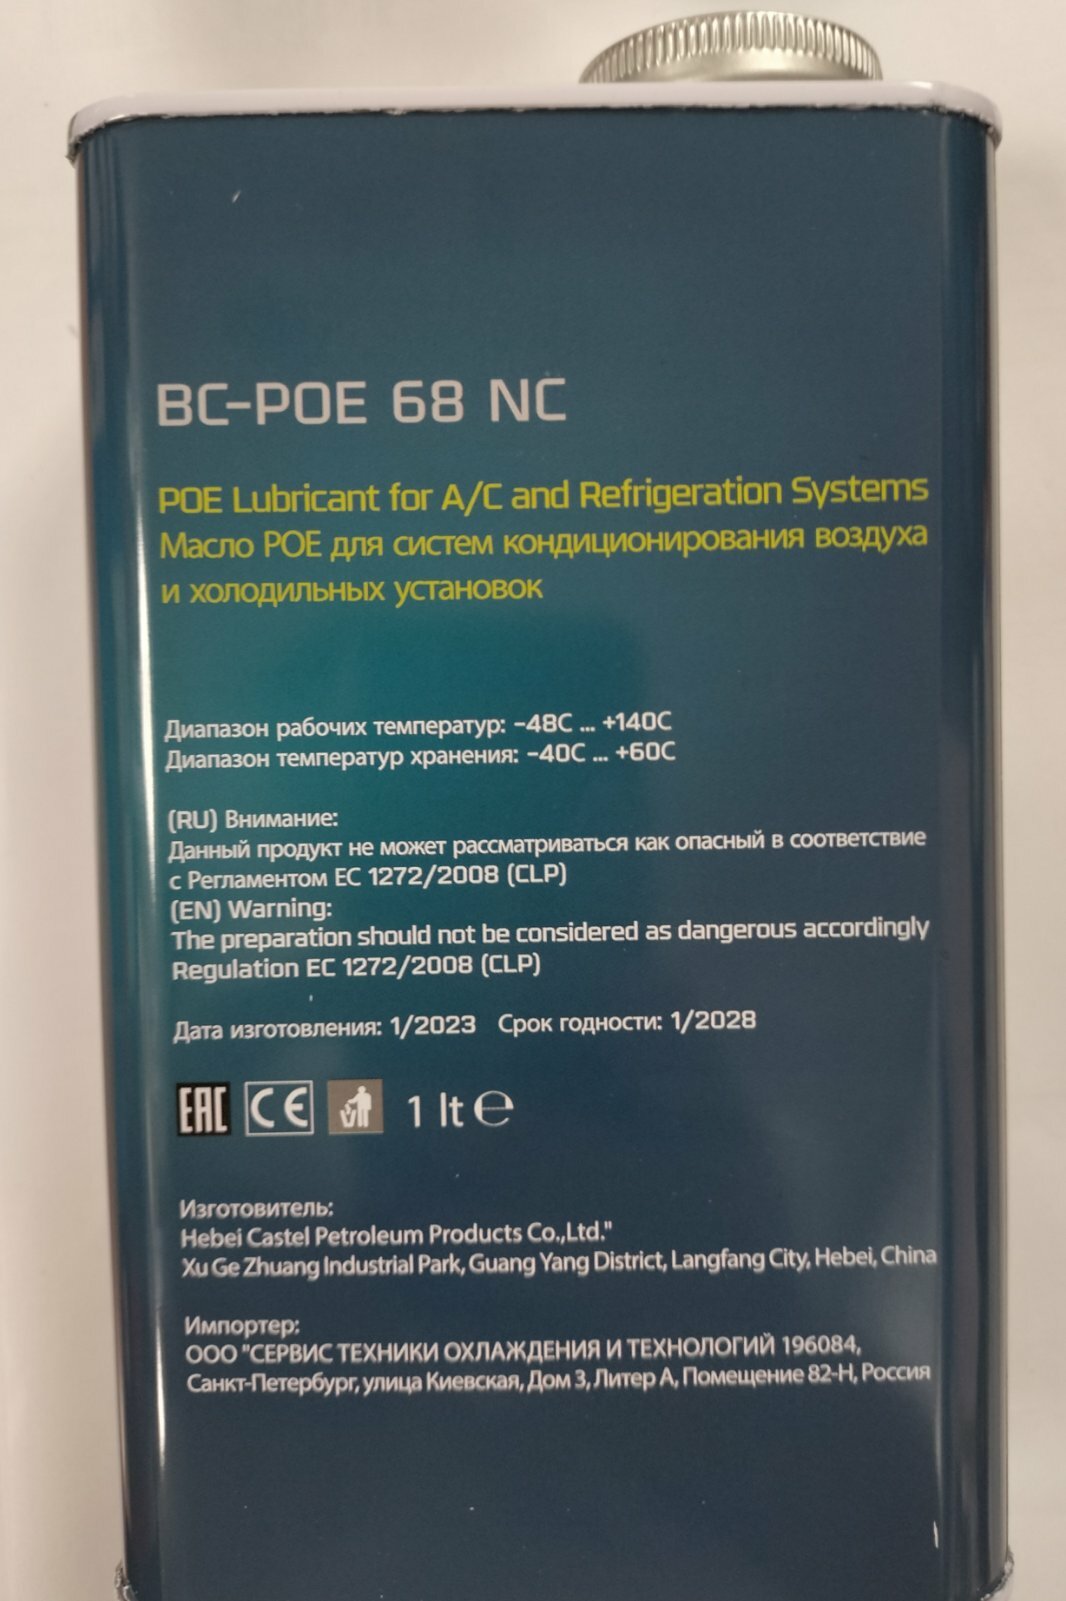 BC-POE 68 NC
POE Lubricant for A/C and Refrigeration Systems
Масло POE для систем кондиционирования воздуха
и холодильных установок
Диапазон рабочих температур: -48C ... +140C
Диапазон температур хранения: -40C ... +60C
(RU) Внимание:
Данный продукт не может рассматриваться как опасный в соответствие
с Регламентом ЕС 1272/2008 (CLP)
(EN) Warning:
The preparation should not be considered as dangerous accordingly
Regulation EC 1272/2008 (CLP)
Дата изготовления: 1/2023 Срок годности: 1/2028
EAC CE 1 lt ℮
Изготовитель:
Hebei Castel Petroleum Products Co.,Ltd."
Xu Ge Zhuang Industrial Park, Guang Yang District, Langfang City, Hebei, China
Импортер:
ООО "СЕРВИС ТЕХНИКИ ОХЛАЖДЕНИЯ И ТЕХНОЛОГИЙ 196084,
Санкт-Петербург, улица Киевская, Дом 3, Литер А, Помещение 82-Н, Россия